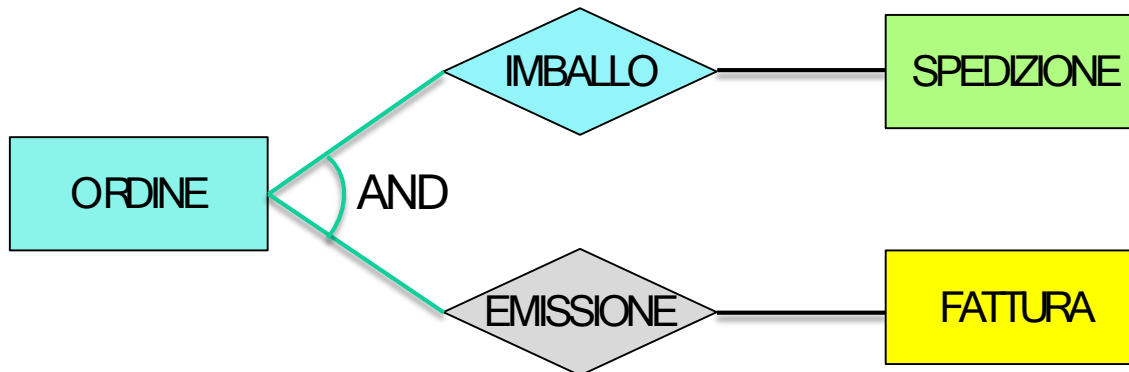 IMBALLO
SPEDIZIONE
ORDINE
AND
EMISSIONE
FATTURA